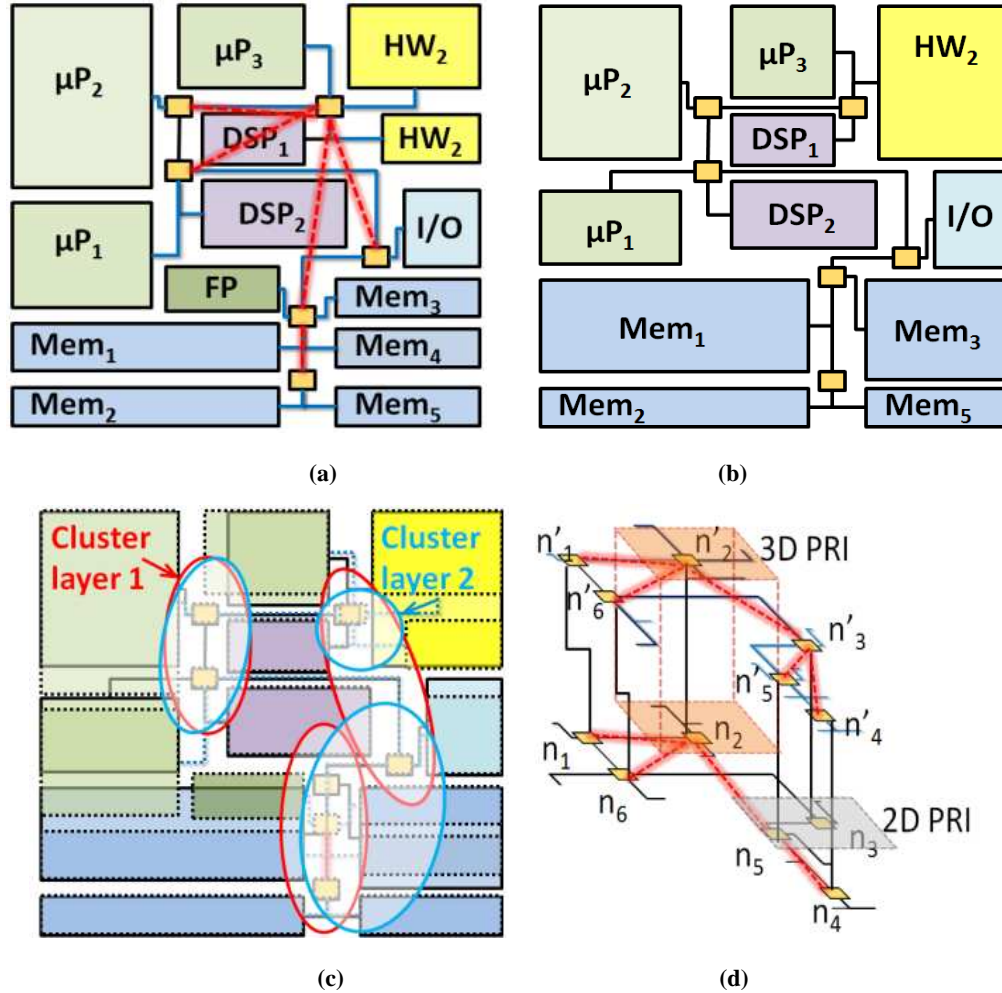 μP2 μP3 HW2
DSP1 HW2
μP1 DSP2 I/O
FP Mem3
Mem1 Mem4
Mem2 Mem5
(a)
μP2 μP3 HW2
DSP1
μP1 DSP2 I/O
Mem1 Mem3
Mem2 Mem5
(b)
Cluster
layer 1
Cluster
layer 2
(c)
n'1 n'2 3D PRI
n'6 n'3
n'5
n'4
n1 n2
n6 2D PRI
n5 n3
n4
(d)